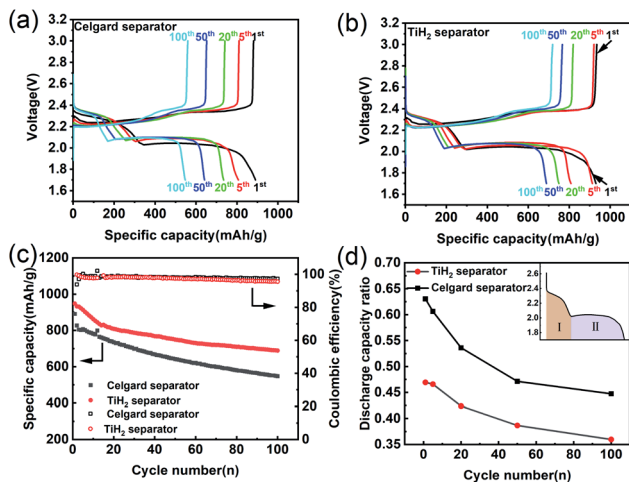 (a)
Celgard separator
100th 50th 20th 5th 1st
3.0
2.8
2.6
2.4
2.2
2.0
1.8
1.6
Voltage(V)
100th 50th 20th 5th 1st
0 200 400 600 800 1000
Specific capacity(mAh/g)
(b)
TiH2 separator
100th 50th 20th 5th 1st
3.2
3.0
2.8
2.6
2.4
2.2
2.0
1.8
1.6
Voltage(V)
100th 50th 20th 5th 1st
0 200 400 600 800 1000
Specific capacity(mAh/g)
(c)
1100
1000
900
800
700
600
500
400
300
200
Specific capacity(mAh/g)
100
80
60
40
20
0
Coulombic efficiency(%)
Celgard separator
TiH2 separator
Celgard separator
TiH2 separator
0 20 40 60 80 100
Cycle number(n)
(d)
0.70
0.65
0.60
0.55
0.50
0.45
0.40
0.35
Discharge capacity ratio
TiH2 separator
Celgard separator
2.6
2.4
2.2
2.0
1.8
I II
0 20 40 60 80 100
Cycle number(n)